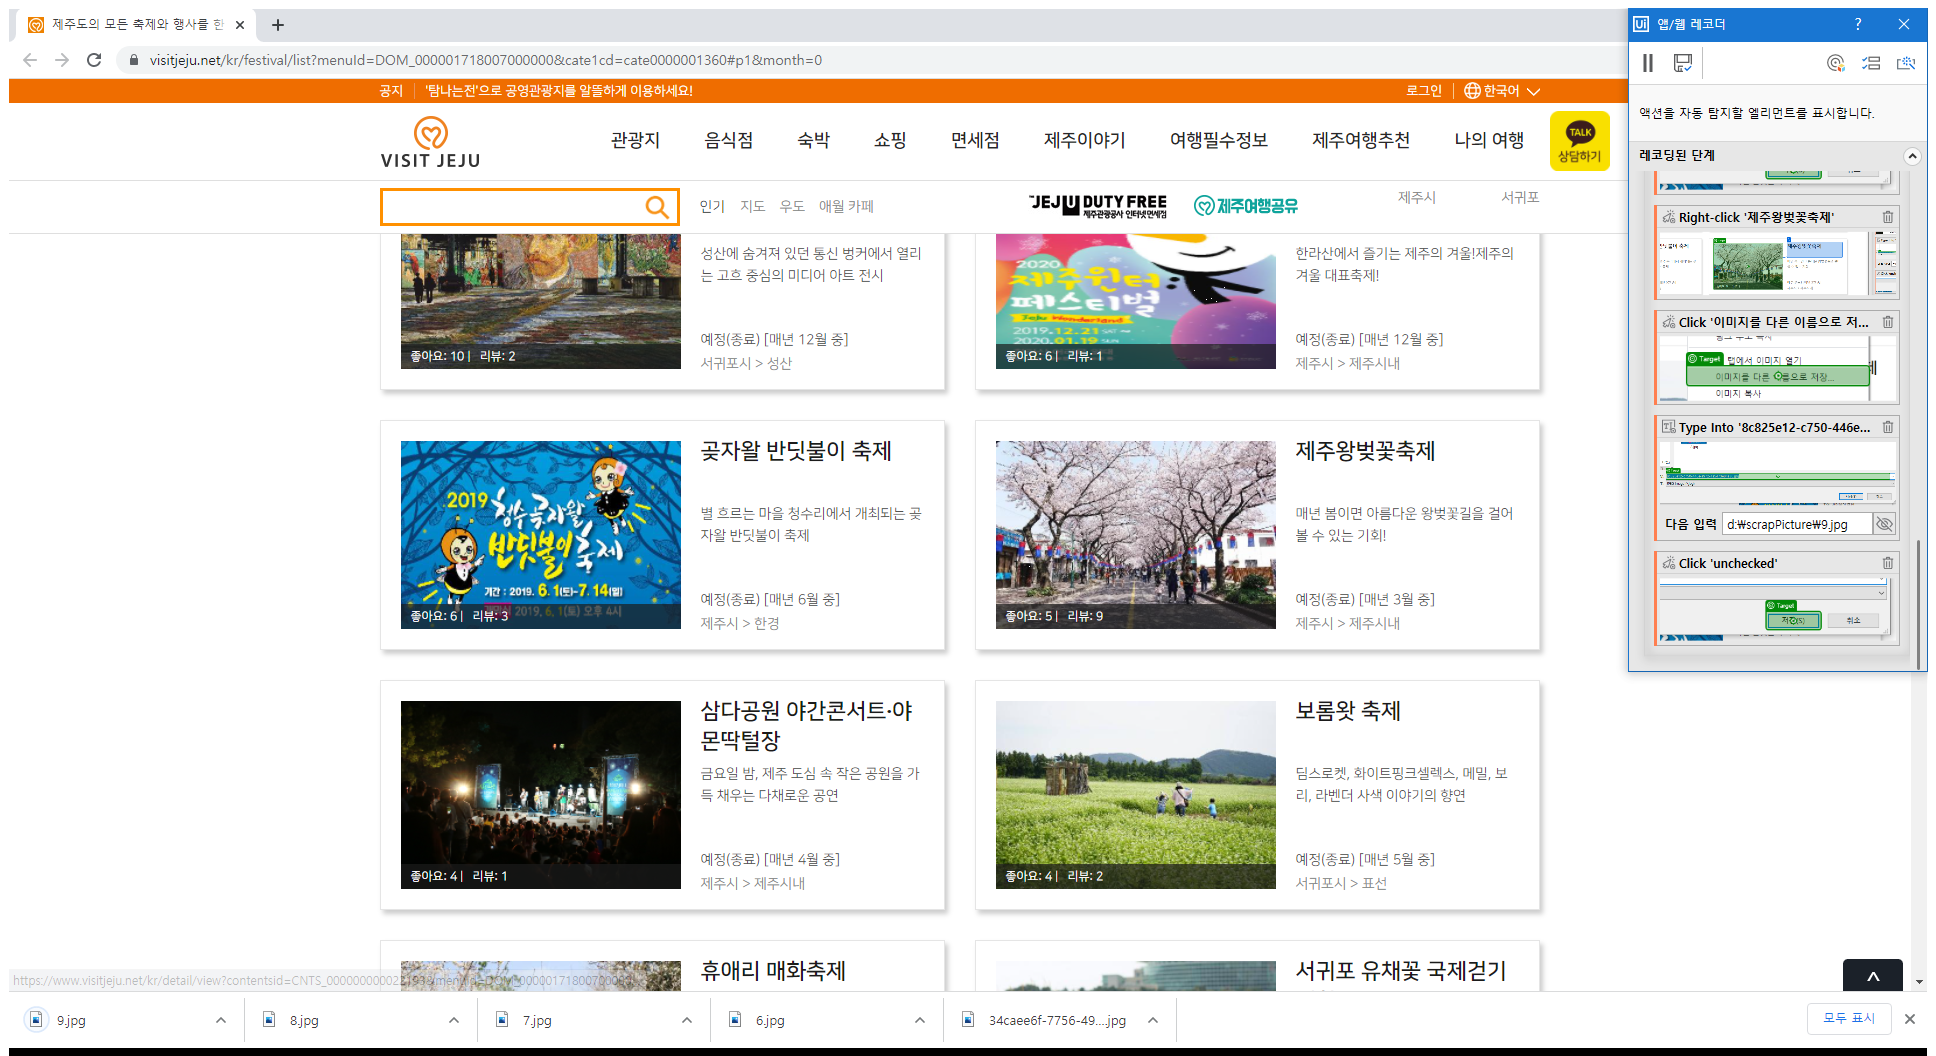 제주도의 모든 축제와 행사를 한
visitjeju.net/kr/festival/list?menuId=DOM_000001718007000000&cate1cd=cate0000001360#p1&month=0
공지 '탐나는전'으로 공영관광지를 알뜰하게 이용하세요!
로그인 한국어
VISIT JEJU
관광지 음식점 숙박 쇼핑 면세점 제주이야기 여행필수정보 제주여행추천 나의 여행
TALK
상담하기
인기 지도 우도 애월 카페
JEJU DUTY FREE
제주관광공사 인터넷면세점
제주여행공유
제주시 서귀포
성산에 숨겨져 있던 통신 벙커에서 열리
는 고흐 중심의 미디어 아트 전시
예정(종료) [매년 12월 중]
서귀포시 > 성산
좋아요: 10 | 리뷰: 2
2020
제주윈터
페스티벌
Jeju Wonderland
2019.12.21
2020.01.19
좋아요: 6 | 리뷰: 1
한라산에서 즐기는 제주의 겨울!제주의
겨울 대표축제!
예정(종료) [매년 12월 중]
제주시 > 제주시내
곶자왈 반딧불이 축제
2019
청수곶자왈
반딧불이축제
기간 : 2019. 6. 1(토)-7. 14(일)
2019. 6. 1(토) 오후 4시
좋아요: 6 | 리뷰: 3
별 흐르는 마을 청수리에서 개최되는 곶
자왈 반딧불이 축제
예정(종료) [매년 6월 중]
제주시 > 한경
제주왕벚꽃축제
매년 봄이면 아름다운 왕벚꽃길을 걸어
볼 수 있는 기회!
예정(종료) [매년 3월 중]
제주시 > 제주시내
좋아요: 5 | 리뷰: 9
삼다공원 야간콘서트·야
몬딱털장
금요일 밤, 제주 도심 속 작은 공원을 가
득 채우는 다채로운 공연
예정(종료) [매년 4월 중]
제주시 > 제주시내
좋아요: 4 | 리뷰: 1
보롬왓 축제
딤스로켓, 화이트핑크셀렉스, 메밀, 보
리, 라벤더 사색 이야기의 향연
예정(종료) [매년 5월 중]
서귀포시 > 표선
좋아요: 4 | 리뷰: 2
휴애리 매화축제
서귀포 유채꽃 국제걷기
9.jpg
8.jpg
7.jpg
6.jpg
34caee6f-7756-49....jpg
모두 표시
Ui 앱/웹 레코더 ?
액션을 자동 탐지할 엘리먼트를 표시합니다.
레코딩된 단계
Right-click '제주왕벚꽃축제'
Click '이미지를 다른 이름으로 저...
Target
탭에서 이미지 열기
이미지를 다른 이름으로 저장...
이미지 복사
Type Into '8c825e12-c750-446e...
다음 입력 d:₩scrapPicture₩9.jpg
Click 'unchecked'
Target
저장(S) 취소